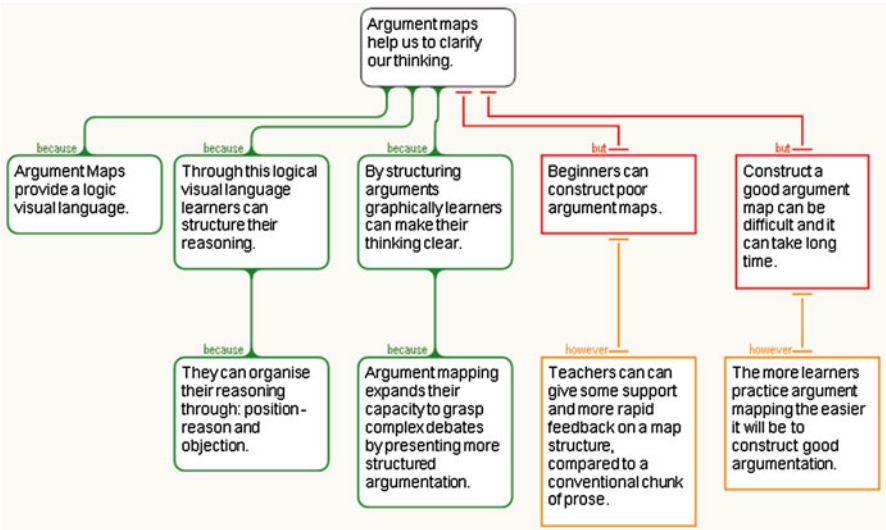 Argument maps
help us to clarify
our thinking.
because
Argument Maps
provide a logic
visual language.
because
Through this logical
visual language
learners can
structure their
reasoning.
because
By structuring
arguments
graphically learners
can make their
thinking clear.
but
Beginners can
construct poor
argument maps.
but
Construct a
good argument
map can be
difficult and it
can take long
time.
because
They can organise
their reasoning
through: position-
reason and
objection.
because
Argument mapping
expands their
capacity to grasp
complex debates
by presenting more
structured
argumentation.
however
Teachers can can
give some support
and more rapid
feedback on a map
structure,
compared to a
conventional chunk
of prose.
however
The more learners
practice argument
mapping the easier
it will be to
construct good
argumentation.